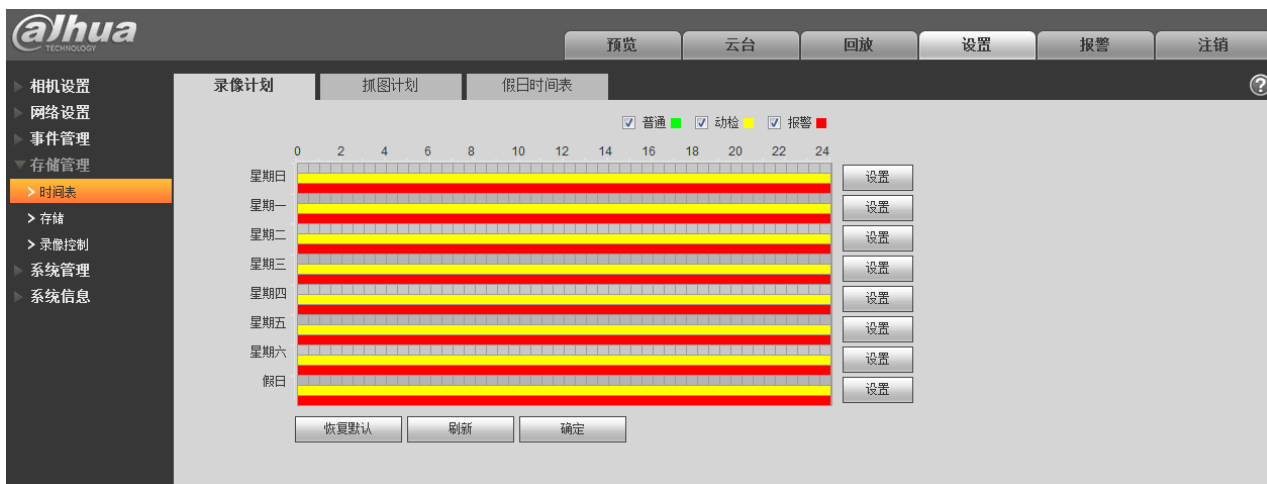 alhua
TECHNOLOGY
预览 云台 回放 设置 报警 注销
相机设置
网络设置
事件管理
存储管理
> 时间表
> 存储
> 录像控制
系统管理
系统信息
录像计划 抓图计划 假日时间表
?
普通 动检 报警
0 2 4 6 8 10 12 14 16 18 20 22 24
星期日 设置
星期一 设置
星期二 设置
星期三 设置
星期四 设置
星期五 设置
星期六 设置
假日 设置
恢复默认 刷新 确定